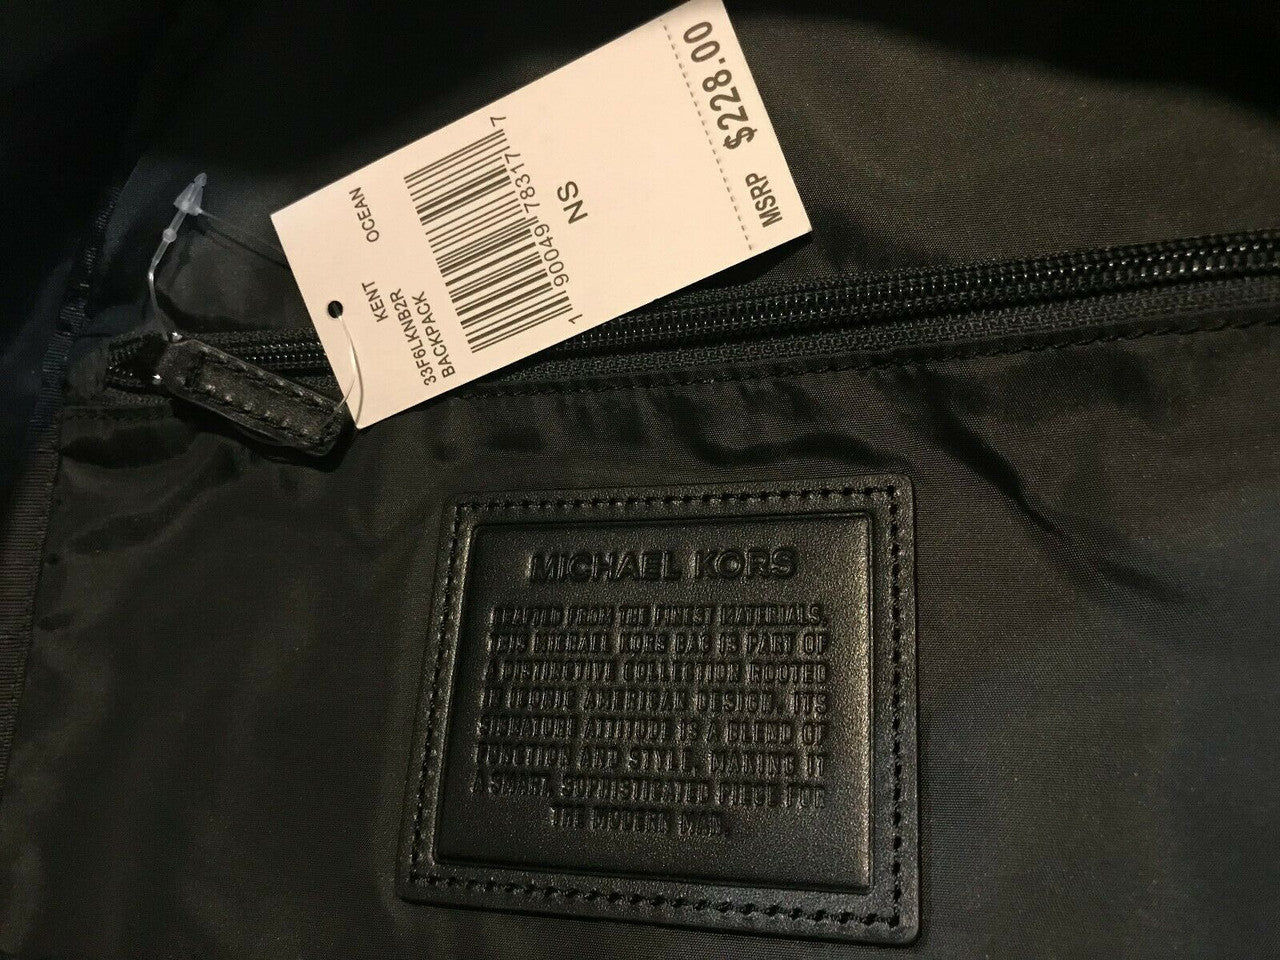 KENT OCEAN
33F6LKNB2R
BACKPACK
1 90049 78317 7
NS
MSRP $228.00
MICHAEL KORS
CRAFTED FROM THE FINEST MATERIALS,
THIS MICHAEL KORS BAG IS PART OF
A DISTINCTIVE COLLECTION ROOTED
IN ICONIC AMERICAN DESIGN. ITS
SIGNATURE ATTITUDE IS A BLEND OF
FUNCTION AND STYLE, MAKING IT
A SMART, SOPHISTICATED PIECE FOR
THE MODERN MAN.